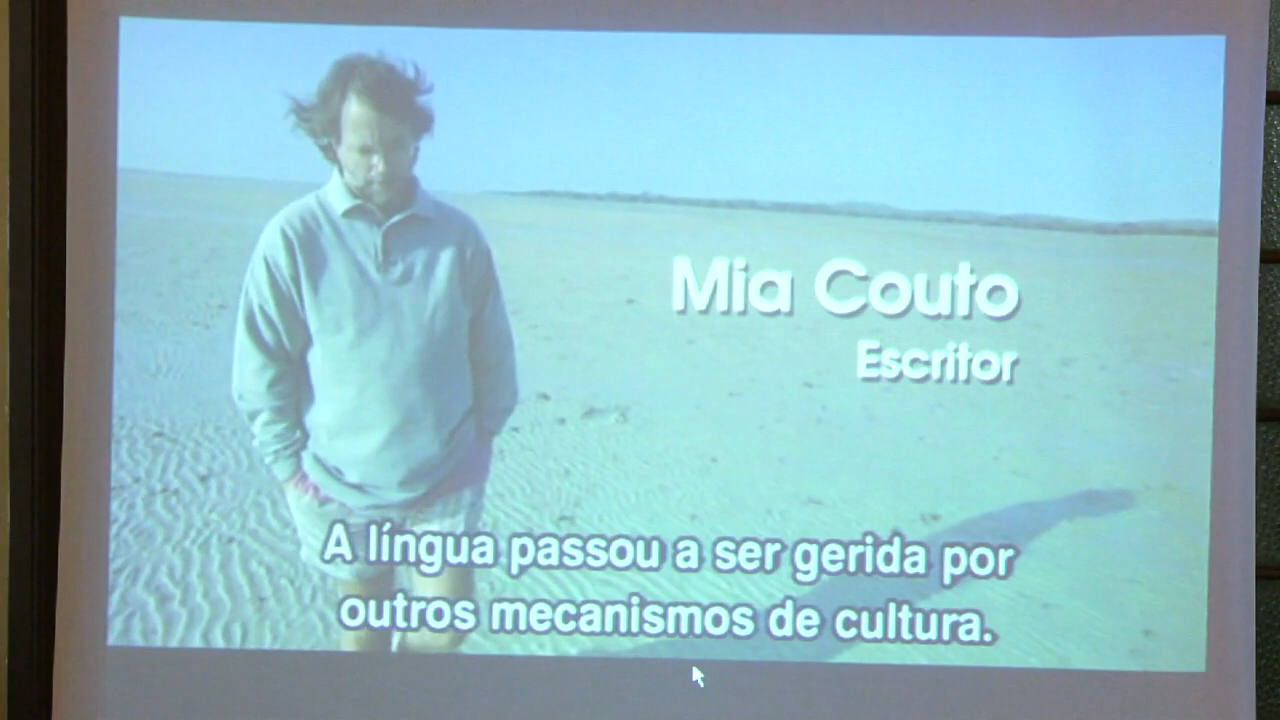 Mia Couto
Escritor
A língua passou a ser gerida por
outros mecanismos de cultura.